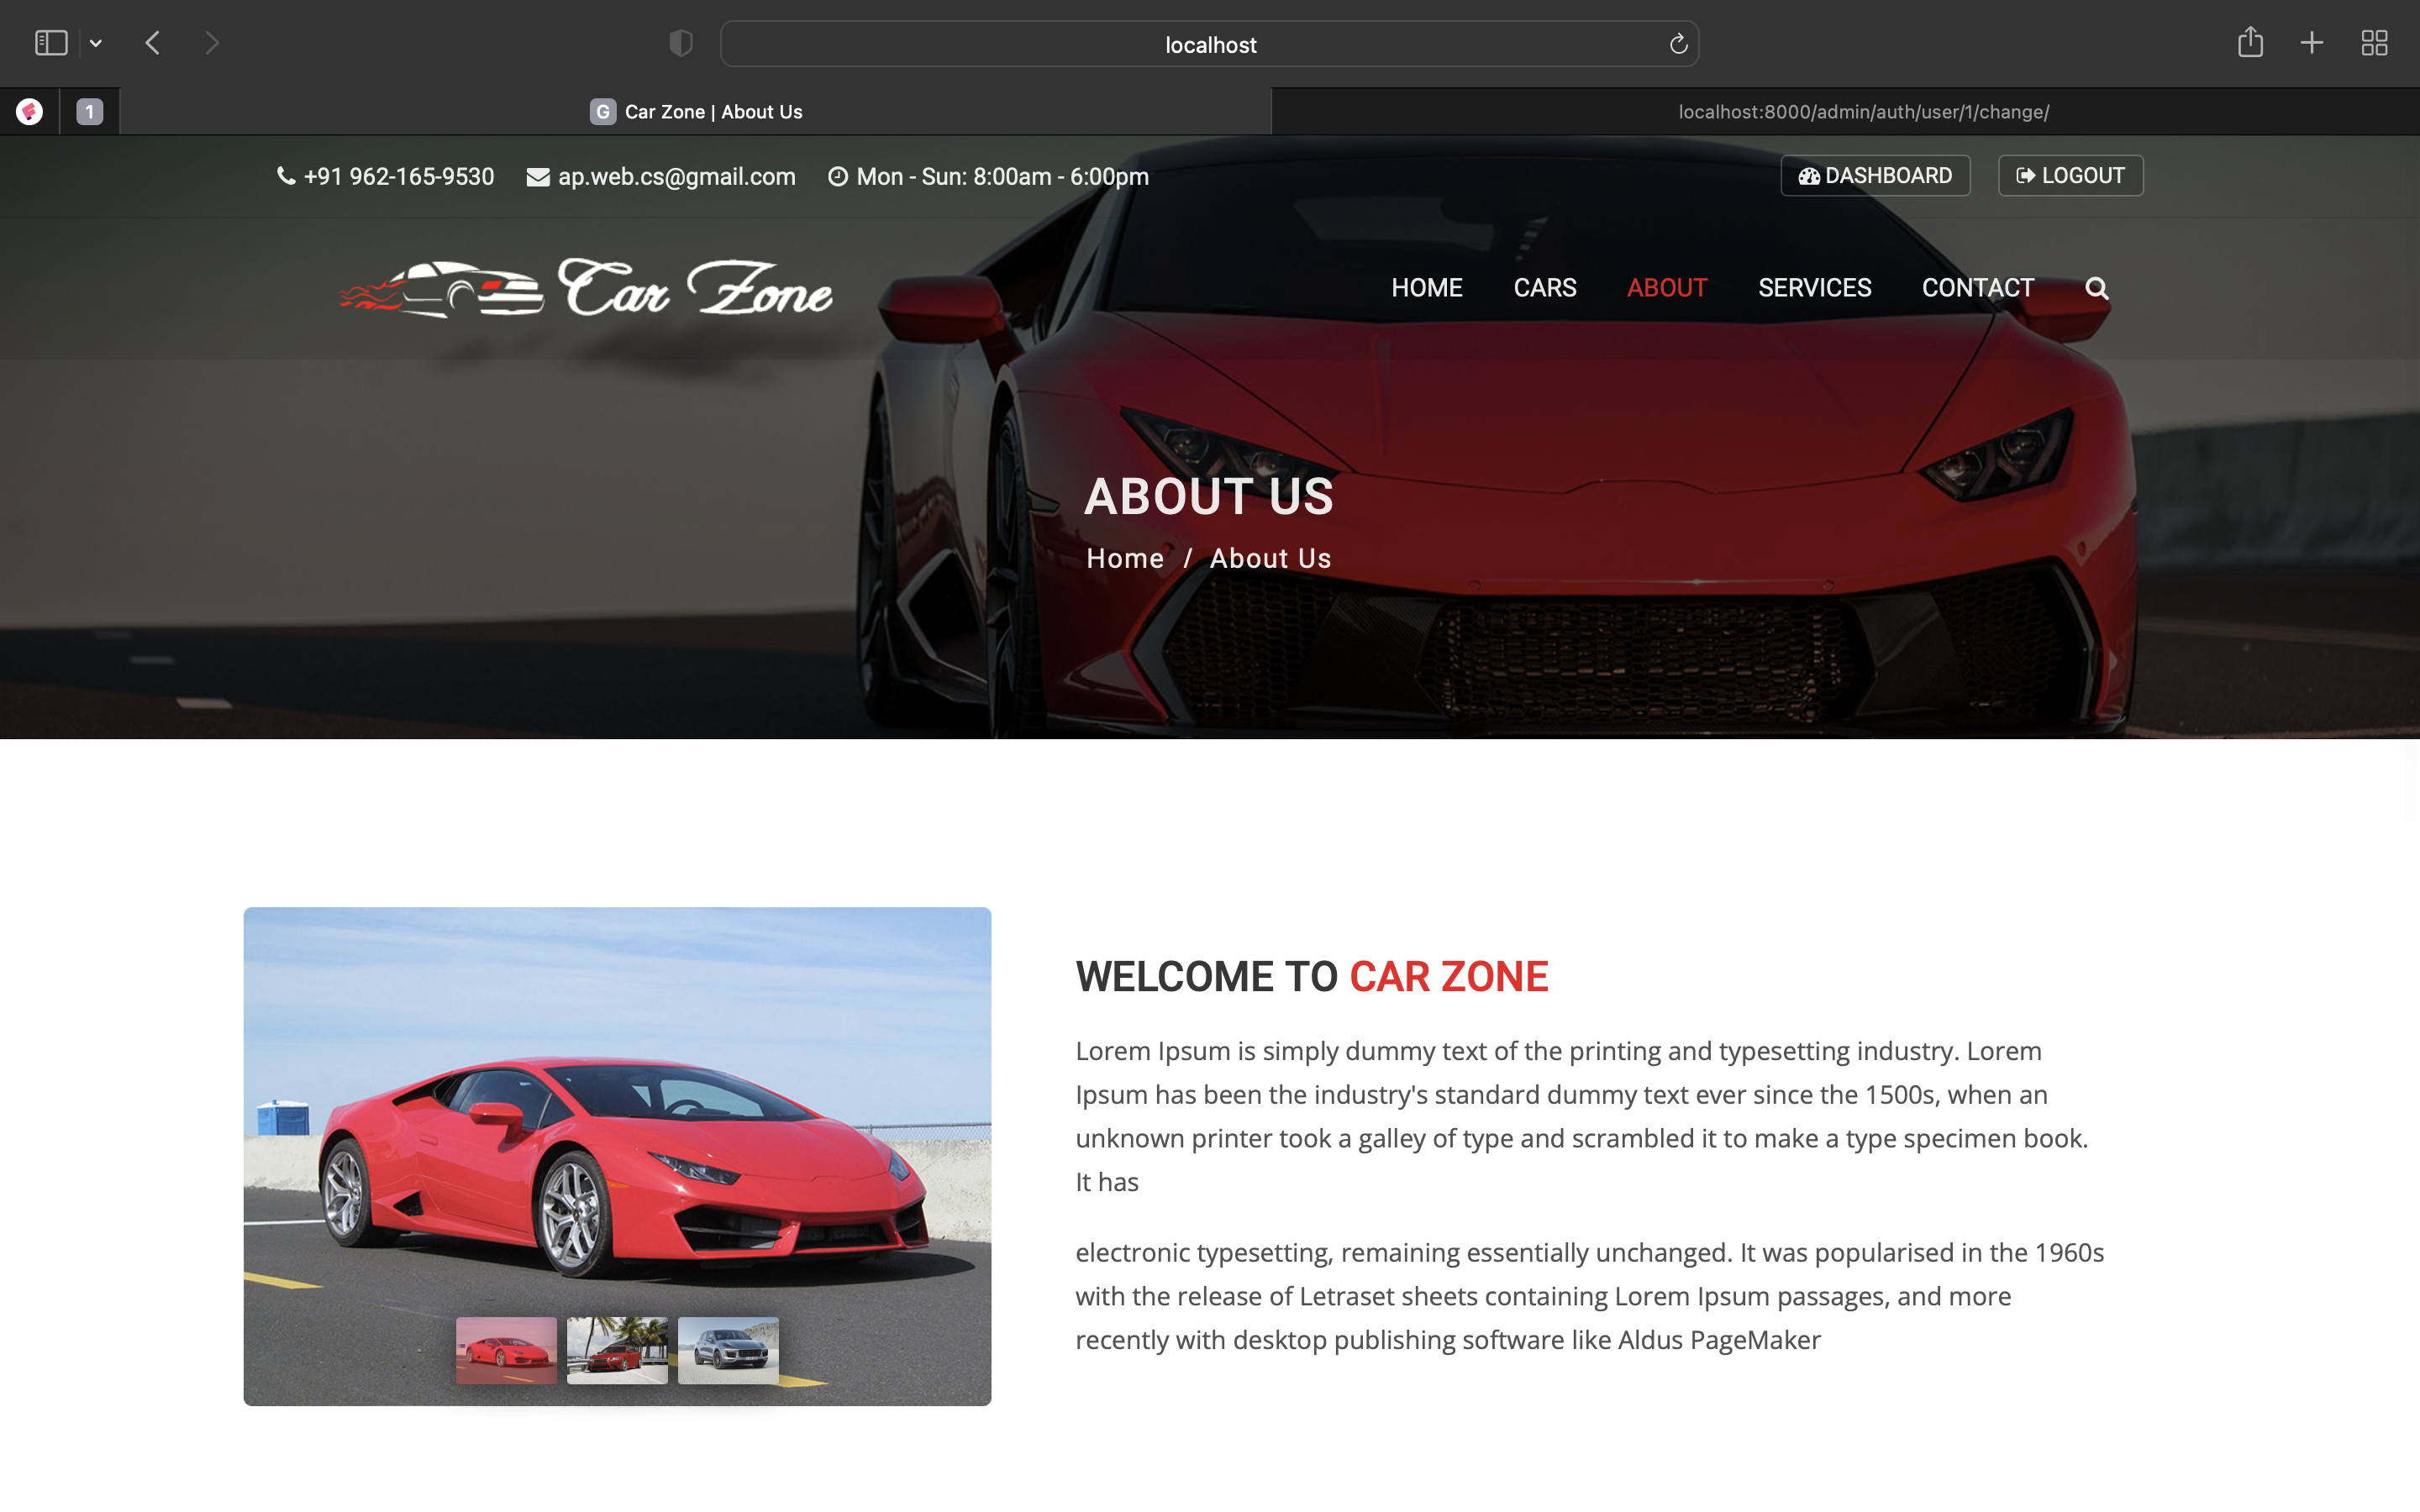 localhost
1
G Car Zone | About Us
localhost:8000/admin/auth/user/1/change/
+91 962-165-9530 ap.web.cs@gmail.com Mon - Sun: 8:00am - 6:00pm
DASHBOARD LOGOUT
Car Zone
HOME CARS ABOUT SERVICES CONTACT
ABOUT US
Home / About Us
WELCOME TO CAR ZONE
Lorem Ipsum is simply dummy text of the printing and typesetting industry. Lorem
Ipsum has been the industry's standard dummy text ever since the 1500s, when an
unknown printer took a galley of type and scrambled it to make a type specimen book.
It has
electronic typesetting, remaining essentially unchanged. It was popularised in the 1960s
with the release of Letraset sheets containing Lorem Ipsum passages, and more
recently with desktop publishing software like Aldus PageMaker